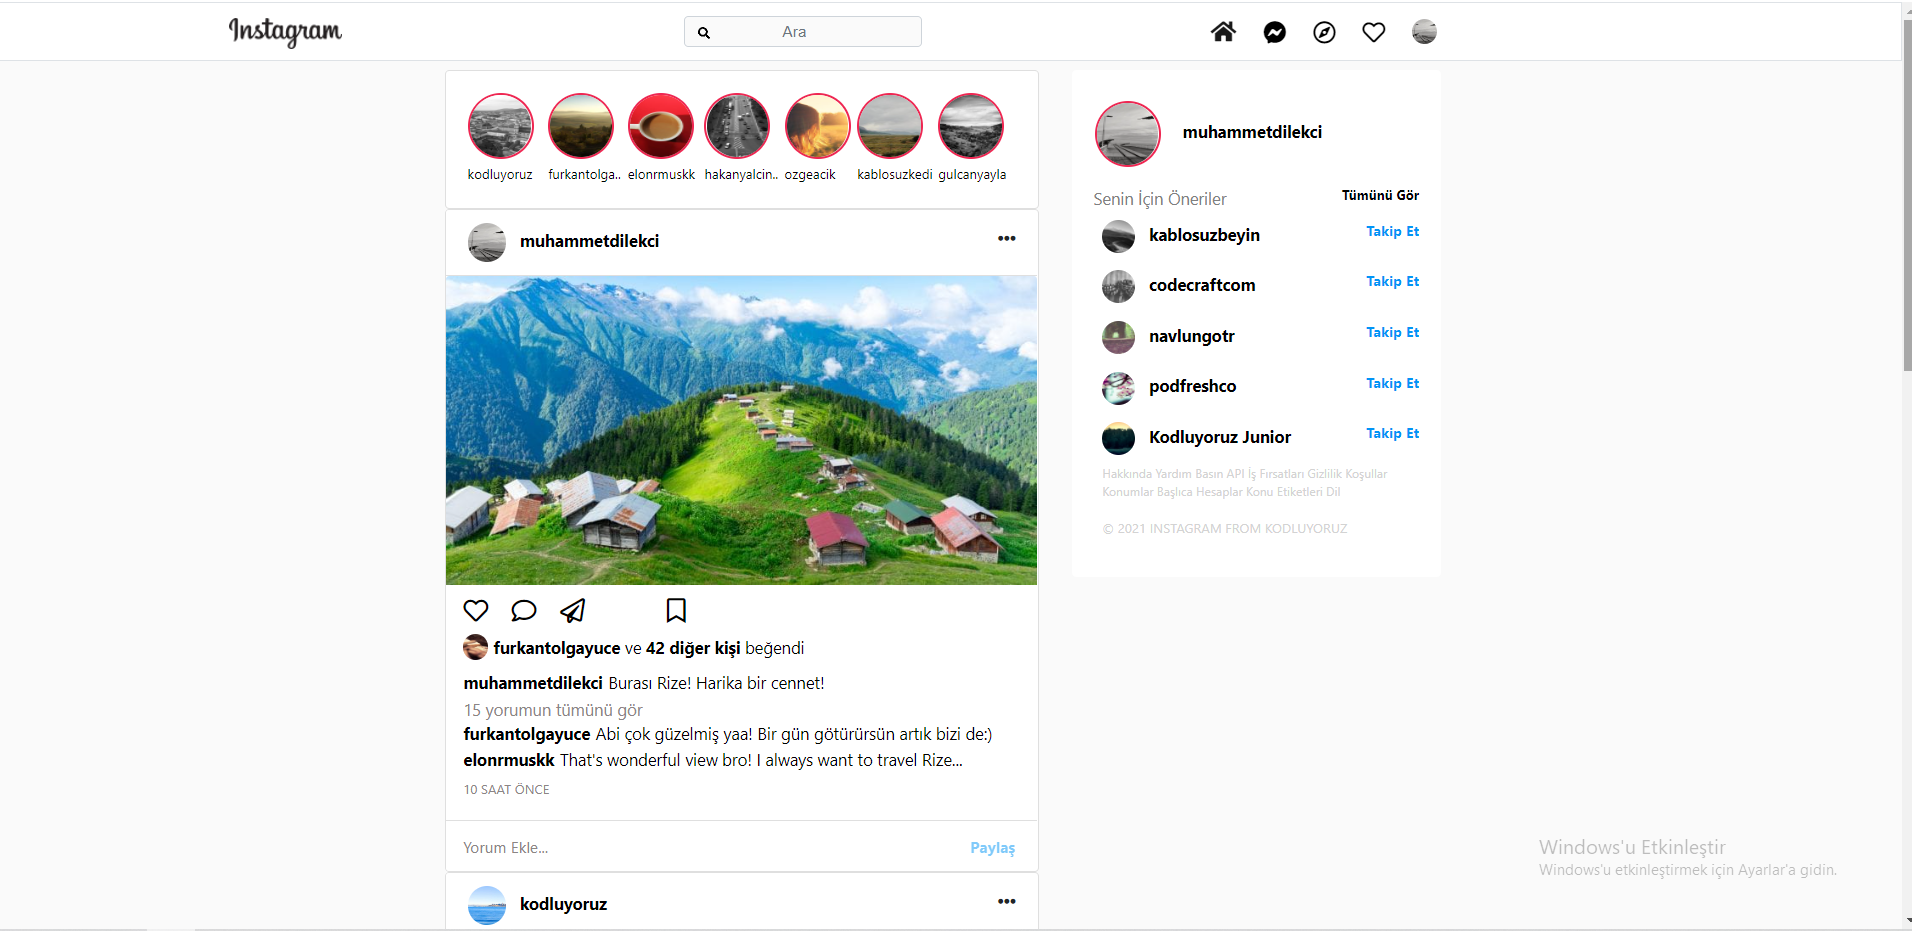 Instagram
Ara
kodluyoruz furkantolga.. elonrmuskk hakanyalcin.. ozgeacik kablosuzkedi gulcanyayla
muhammetdilekci
muhammetdilekci
Senin İçin Öneriler Tümünü Gör
kablosuzbeyin Takip Et
codecraftcom Takip Et
navlungotr Takip Et
podfreshco Takip Et
Kodluyoruz Junior Takip Et
Hakkında Yardım Basın API İş Fırsatları Gizlilik Koşullar
Konumlar Başlıca Hesaplar Konu Etiketleri Dil
© 2021 INSTAGRAM FROM KODLUYORUZ
furkantolgayuce ve 42 diğer kişi beğendi
muhammetdilekci Burası Rize! Harika bir cennet!
15 yorumun tümünü gör
furkantolgayuce Abi çok güzelmiş yaa! Bir gün götürürsün artık bizi de:)
elonrmuskk That's wonderful view bro! I always want to travel Rize...
10 SAAT ÖNCE
Yorum Ekle... Paylaş
kodluyoruz
Windows'u Etkinleştir
Windows'u etkinleştirmek için Ayarlar'a gidin.